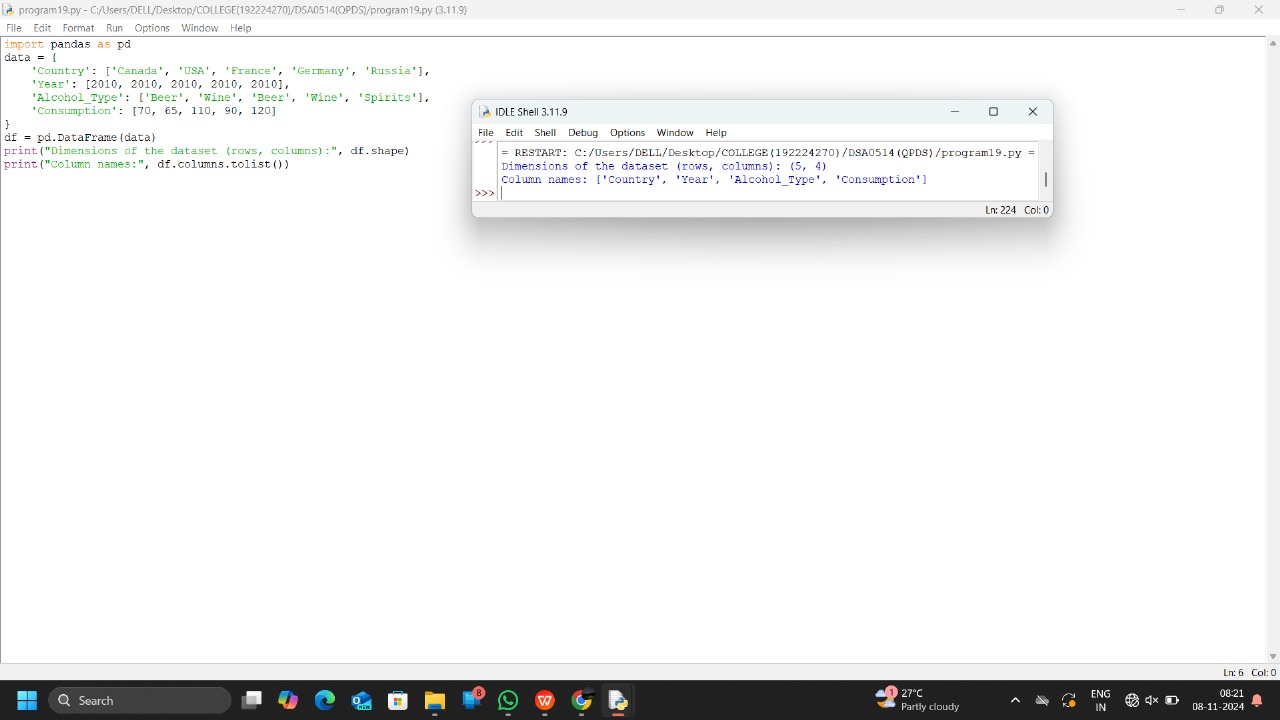 program19.py - C:/Users/DELL/Desktop/COLLEGE(192224270)/DSA0514(QPDS)/program19.py (3.11.9)
File Edit Format Run Options Window Help
import pandas as pd
data = {
    'Country': ['Canada', 'USA', 'France', 'Germany', 'Russia'],
    'Year': [2010, 2010, 2010, 2010, 2010],
    'Alcohol_Type': ['Beer', 'Wine', 'Beer', 'Wine', 'Spirits'],
    'Consumption': [70, 65, 110, 90, 120]
}
df = pd.DataFrame(data)
print("Dimensions of the dataset (rows, columns):", df.shape)
print("Column names:", df.columns.tolist())
IDLE Shell 3.11.9
File Edit Shell Debug Options Window Help
= RESTART: C:/Users/DELL/Desktop/COLLEGE(192224270)/DSA0514(QPDS)/program19.py =
Dimensions of the dataset (rows, columns): (5, 4)
Column names: ['Country', 'Year', 'Alcohol_Type', 'Consumption']
>>>
Ln: 224 Col: 0
Ln: 6 Col: 0
Search
8
1
27°C
Partly cloudy
ENG
IN
08:21
08-11-2024